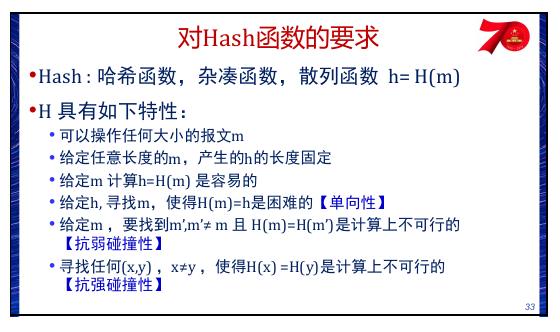 对Hash函数的要求
•Hash : 哈希函数，杂凑函数，散列函数 h= H(m)
•H 具有如下特性：
• 可以操作任何大小的报文m
• 给定任意长度的m，产生的h的长度固定
• 给定m 计算h=H(m) 是容易的
• 给定h, 寻找m，使得H(m)=h是困难的【单向性】
• 给定m ，要找到m’,m’≠ m 且 H(m)=H(m’)是计算上不可行的
【抗弱碰撞性】
• 寻找任何(x,y) ，x≠y ，使得H(x) =H(y)是计算上不可行的
【抗强碰撞性】
33